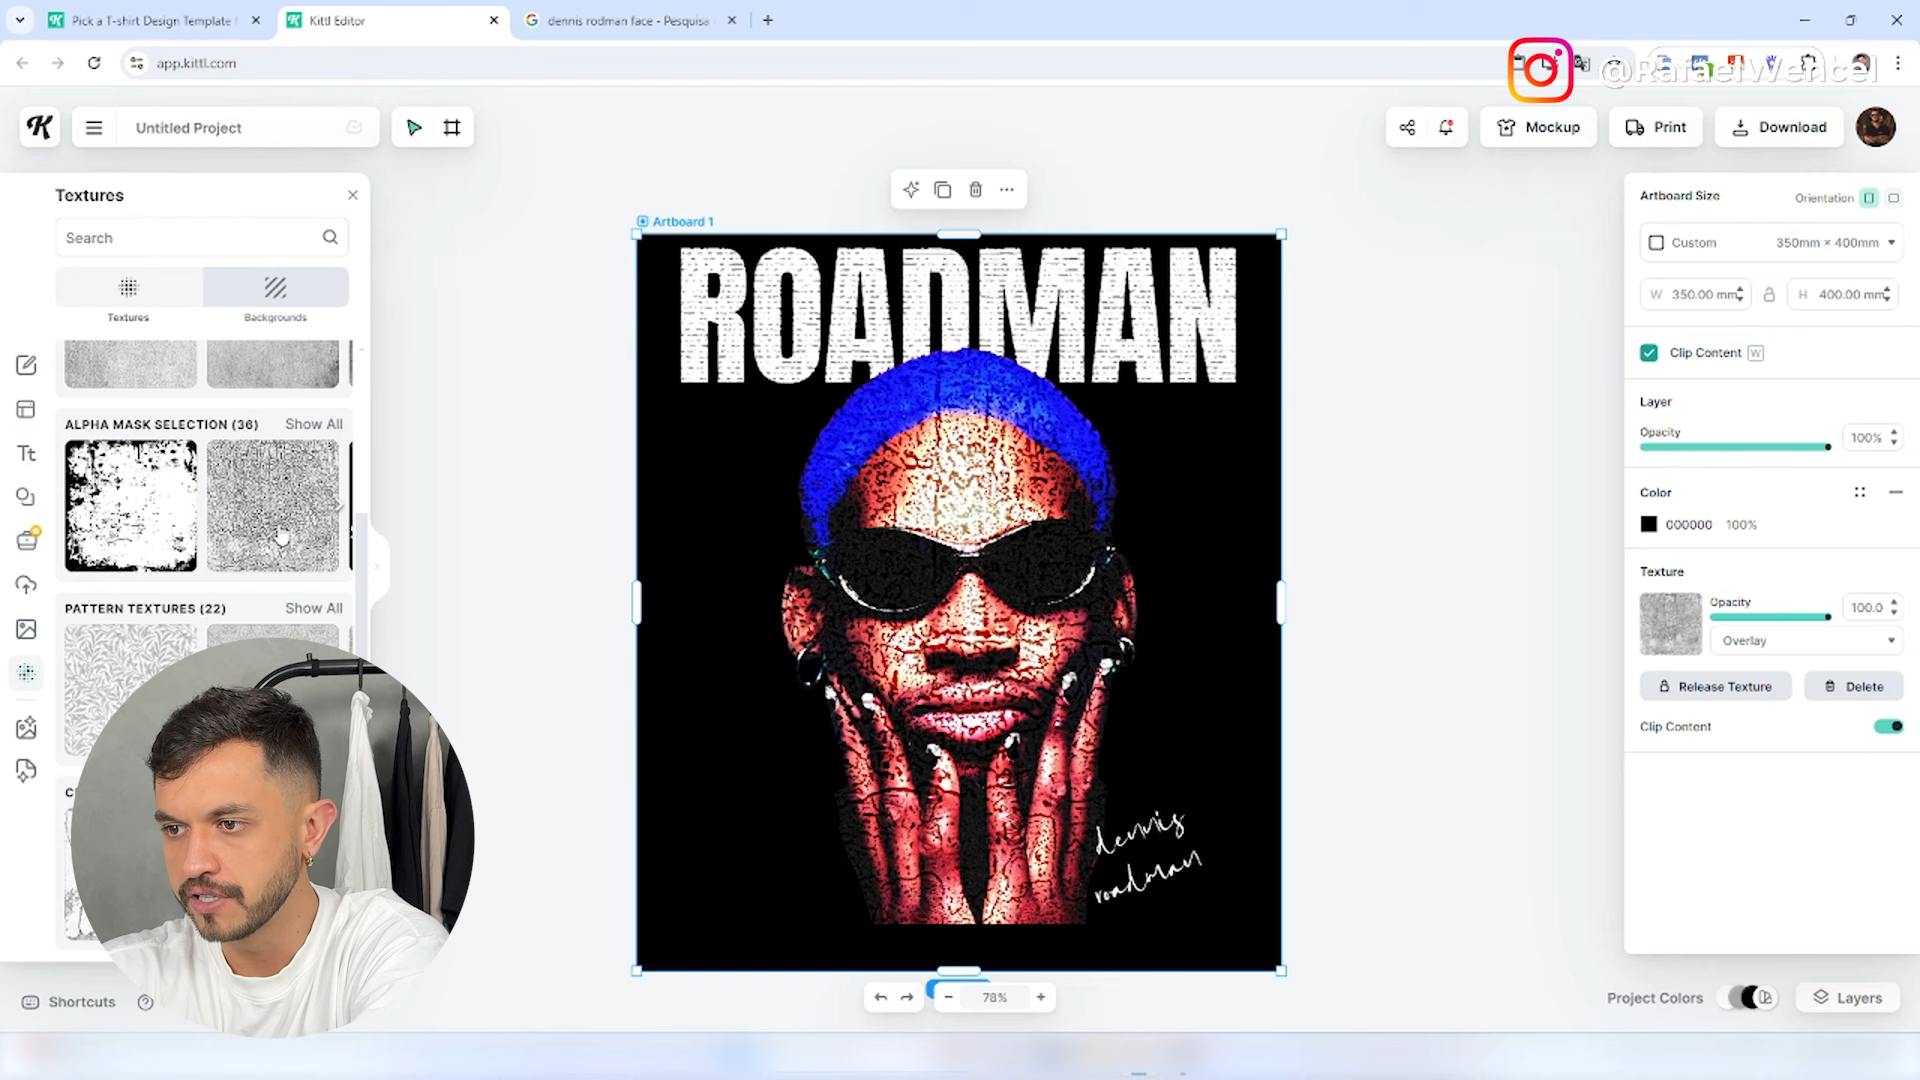 Pick a T-shirt Design Template
Kittl Editor
dennis rodman face - Pesquisa
app.kittl.com
@RafaelWencel
Untitled Project
Mockup
Print
Download
Textures
Search
Textures
Backgrounds
ALPHA MASK SELECTION (36)
Show All
PATTERN TEXTURES (22)
Show All
Artboard 1
ROADMAN
dennis
roadman
Artboard Size
Orientation
Custom
350mm × 400mm
W 350.00 mm
H 400.00 mm
Clip Content W
Layer
Opacity
100%
Color
000000 100%
Texture
Opacity
100.0
Overlay
Release Texture
Delete
Clip Content
Shortcuts
78%
Project Colors
Layers